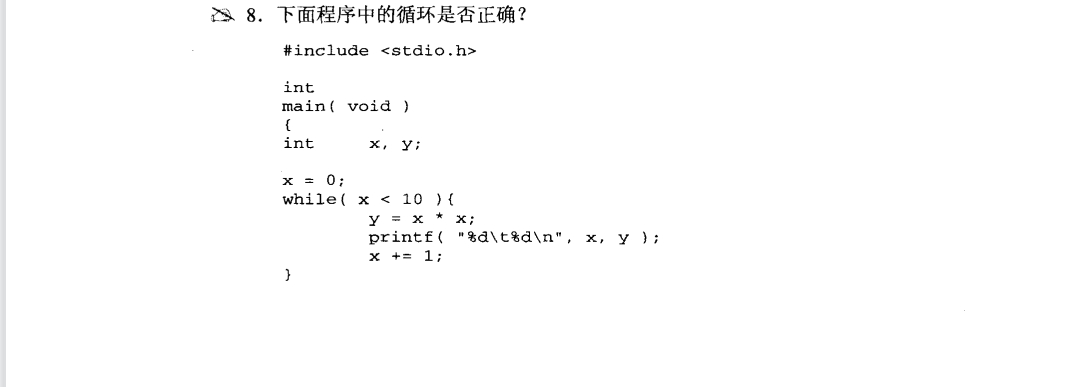 8. 下面程序中的循环是否正确?
#include <stdio.h>
int
main( void )
{
int x, y;
x = 0;
while( x < 10 ){
y = x * x;
printf( "%d\t%d\n", x, y );
x += 1;
}